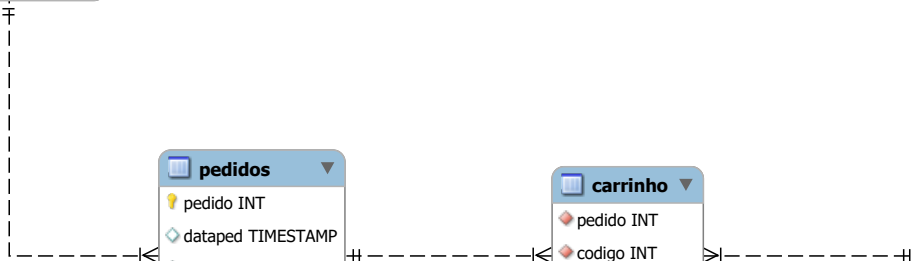 pedidos
pedido INT
dataped TIMESTAMP
carrinho
pedido INT
codigo INT